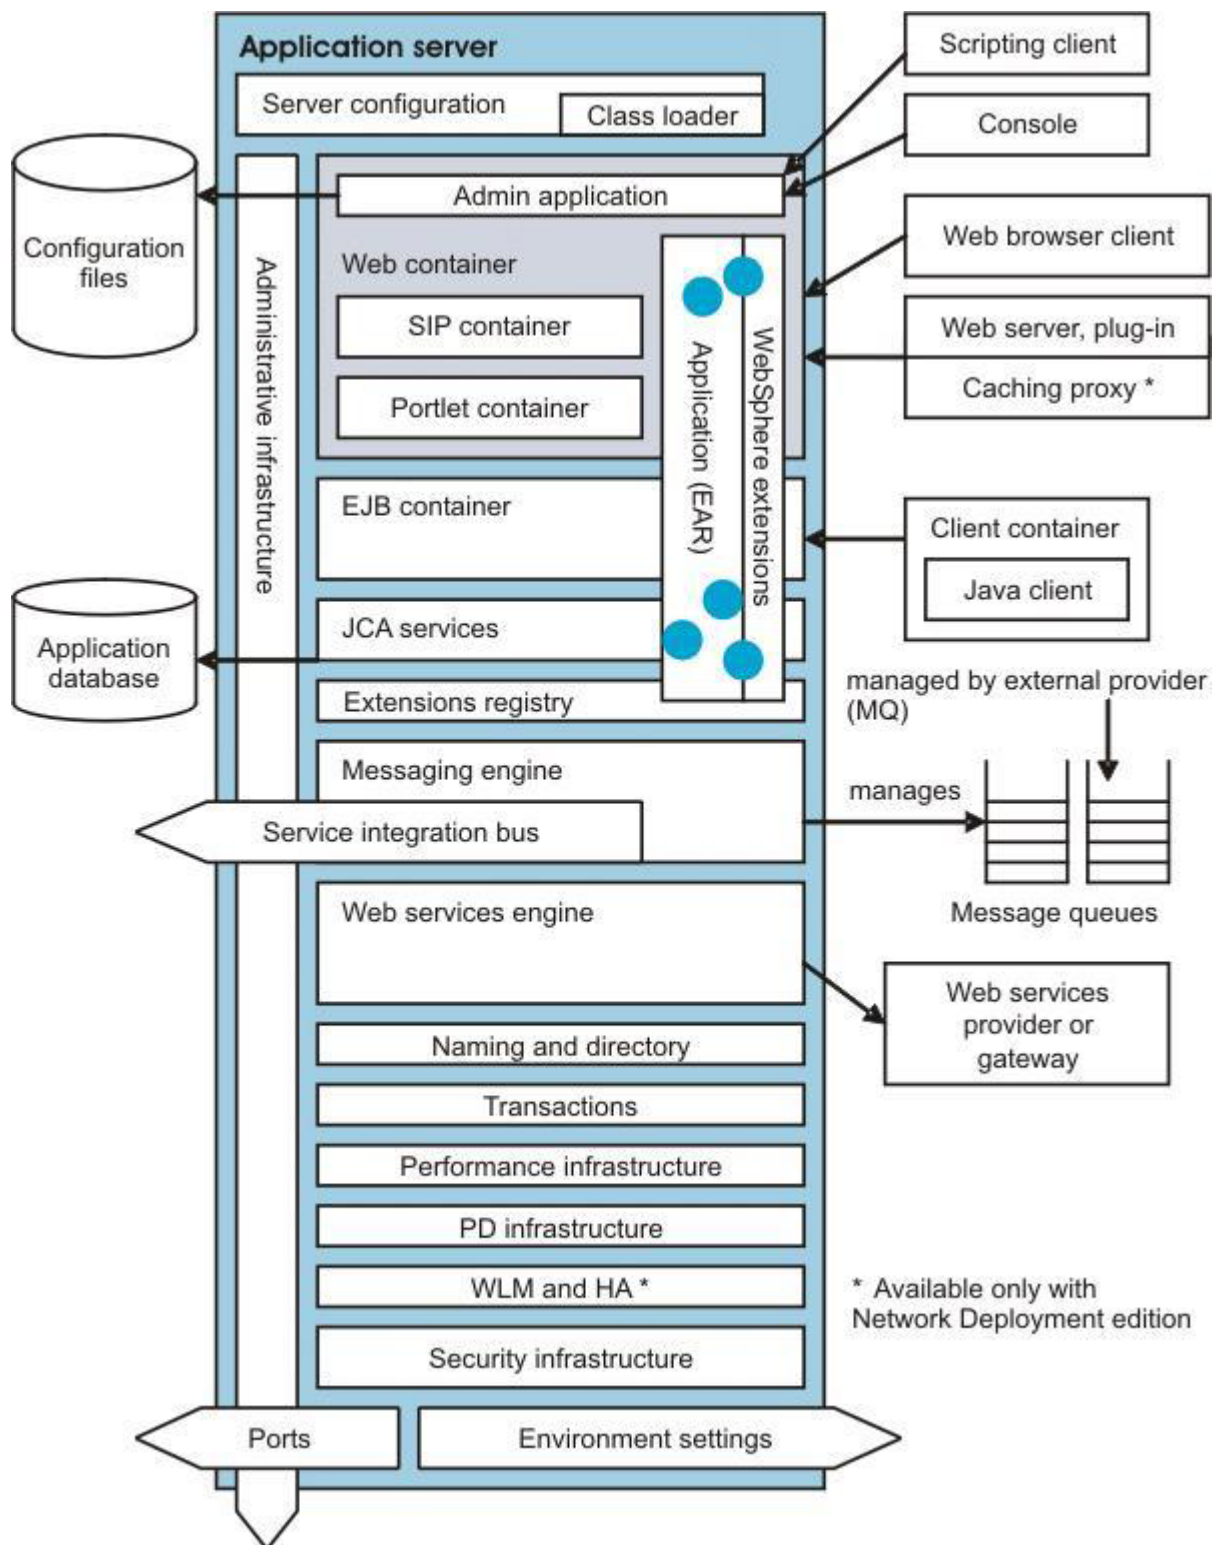 Application server
Server configuration
Class loader
Scripting client
Console
Admin application
Configuration
files
Administrative infrastructure
Web container
SIP container
Portlet container
Application (EAR)
WebSphere extensions
Web browser client
Web server, plug-in
Caching proxy *
EJB container
Client container
Java client
JCA services
Application
database
Extensions registry
managed by external provider
(MQ)
Messaging engine
manages
Service integration bus
Message queues
Web services engine
Web services
provider or
gateway
Naming and directory
Transactions
Performance infrastructure
PD infrastructure
WLM and HA *
* Available only with
Network Deployment edition
Security infrastructure
Ports
Environment settings